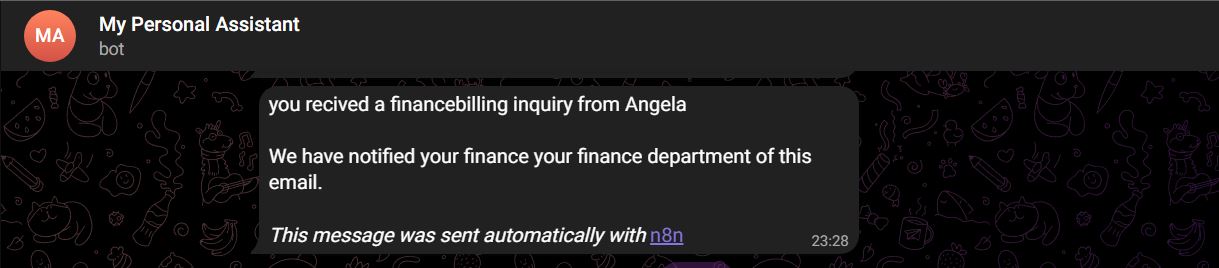 MA
My Personal Assistant
bot
you recived a financebilling inquiry from Angela
We have notified your finance your finance department of this
email.
This message was sent automatically with n8n
23:28